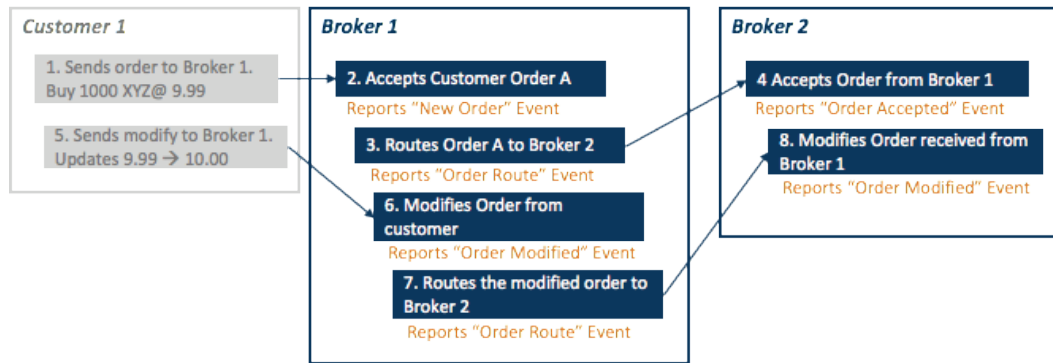 Customer 1
1. Sends order to Broker 1.
Buy 1000 XYZ@ 9.99
5. Sends modify to Broker 1.
Updates 9.99 → 10.00
Broker 1
2. Accepts Customer Order A
Reports "New Order" Event
3. Routes Order A to Broker 2
Reports "Order Route" Event
6. Modifies Order from
customer
Reports "Order Modified" Event
7. Routes the modified order to
Broker 2
Reports "Order Route" Event
Broker 2
4 Accepts Order from Broker 1
Reports "Order Accepted" Event
8. Modifies Order received from
Broker 1
Reports "Order Modified" Event